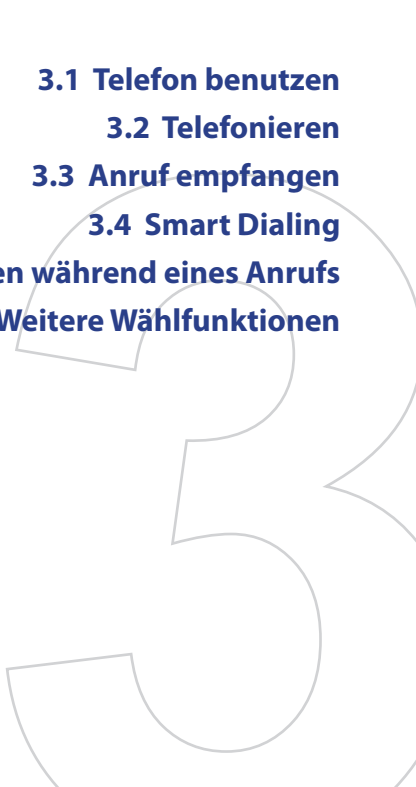 3.1 Telefon benutzen
3.2 Telefonieren
3.3 Anruf empfangen
3.4 Smart Dialing
während eines Anrufs
Weitere Wählfunktionen
3